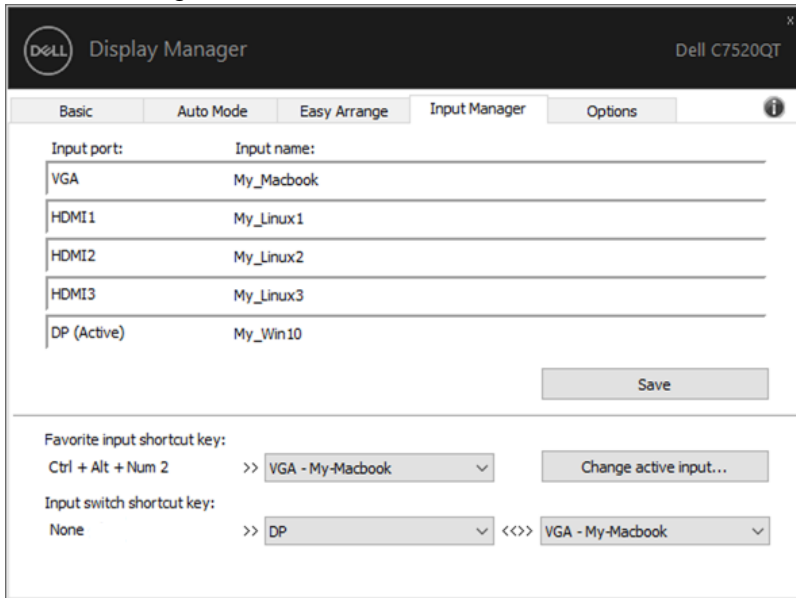 x
DELL Display Manager Dell C7520QT
Basic Auto Mode Easy Arrange Input Manager Options i
Input port: Input name:
VGA My_Macbook
HDMI1 My_Linux1
HDMI2 My_Linux2
HDMI3 My_Linux3
DP (Active) My_Win10
Save
Favorite input shortcut key:
Ctrl + Alt + Num 2 >> VGA - My-Macbook Change active input...
Input switch shortcut key:
None >> DP <<>> VGA - My-Macbook